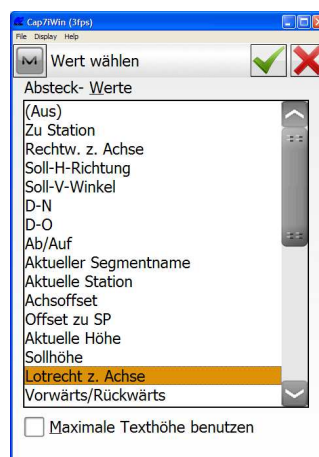 Cap7iWin (3fps)
File Display Help
M Wert wählen
Absteck- Werte
(Aus)
Zu Station
Rechtw. z. Achse
Soll-H-Richtung
Soll-V-Winkel
D-N
D-O
Ab/Auf
Aktueller Segmentname
Aktuelle Station
Achsoffset
Offset zu SP
Aktuelle Höhe
Sollhöhe
Lotrecht z. Achse
Vorwärts/Rückwärts
Maximale Texthöhe benutzen